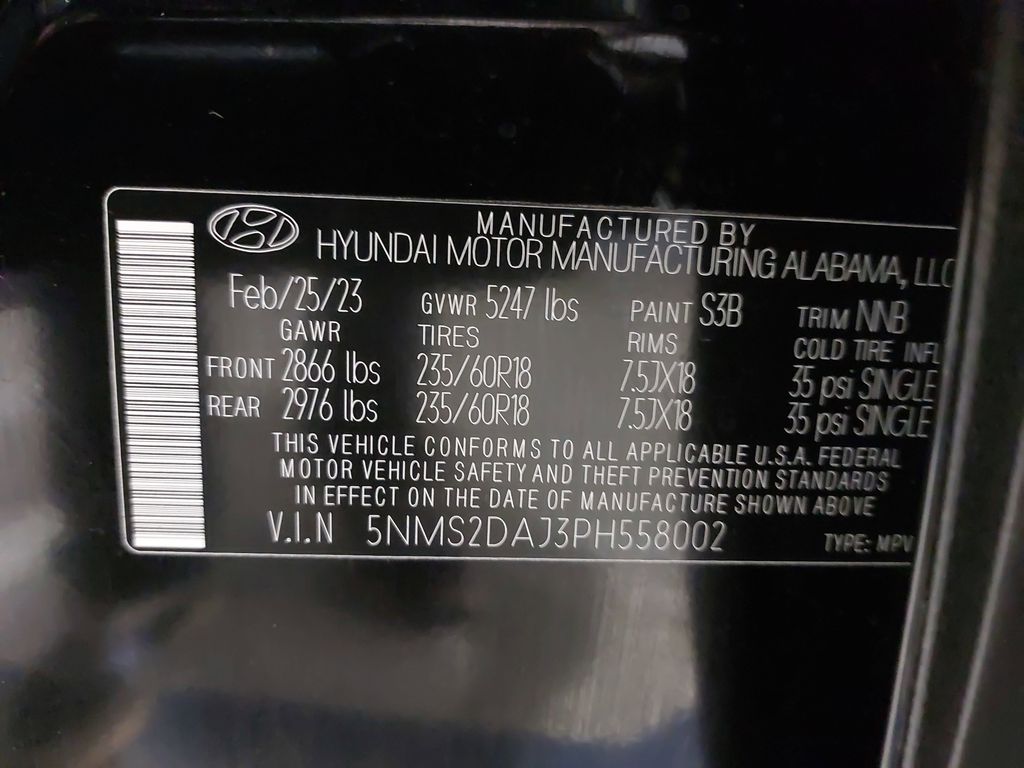 MANUFACTURED BY
HYUNDAI MOTOR MANUFACTURING ALABAMA, LLC
Feb/25/23 GVWR 5247 lbs PAINT S3B TRIM NNB
GAWR TIRES RIMS COLD TIRE INFL
FRONT 2866 lbs 235/60R18 7.5JX18 35 psi SINGLE
REAR 2976 lbs 235/60R18 7.5JX18 35 psi SINGLE
THIS VEHICLE CONFORMS TO ALL APPLICABLE U.S.A. FEDERAL
MOTOR VEHICLE SAFETY AND THEFT PREVENTION STANDARDS
IN EFFECT ON THE DATE OF MANUFACTURE SHOWN ABOVE
V.I.N 5NMS2DAJ3PH558002 TYPE: MPV